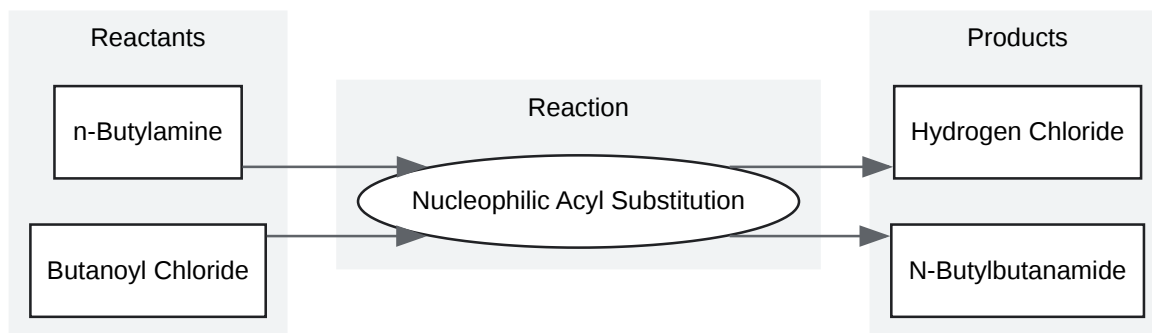 Reactants
n-Butylamine
Butanoyl Chloride
Reaction
Nucleophilic Acyl Substitution
Products
Hydrogen Chloride
N-Butylbutanamide